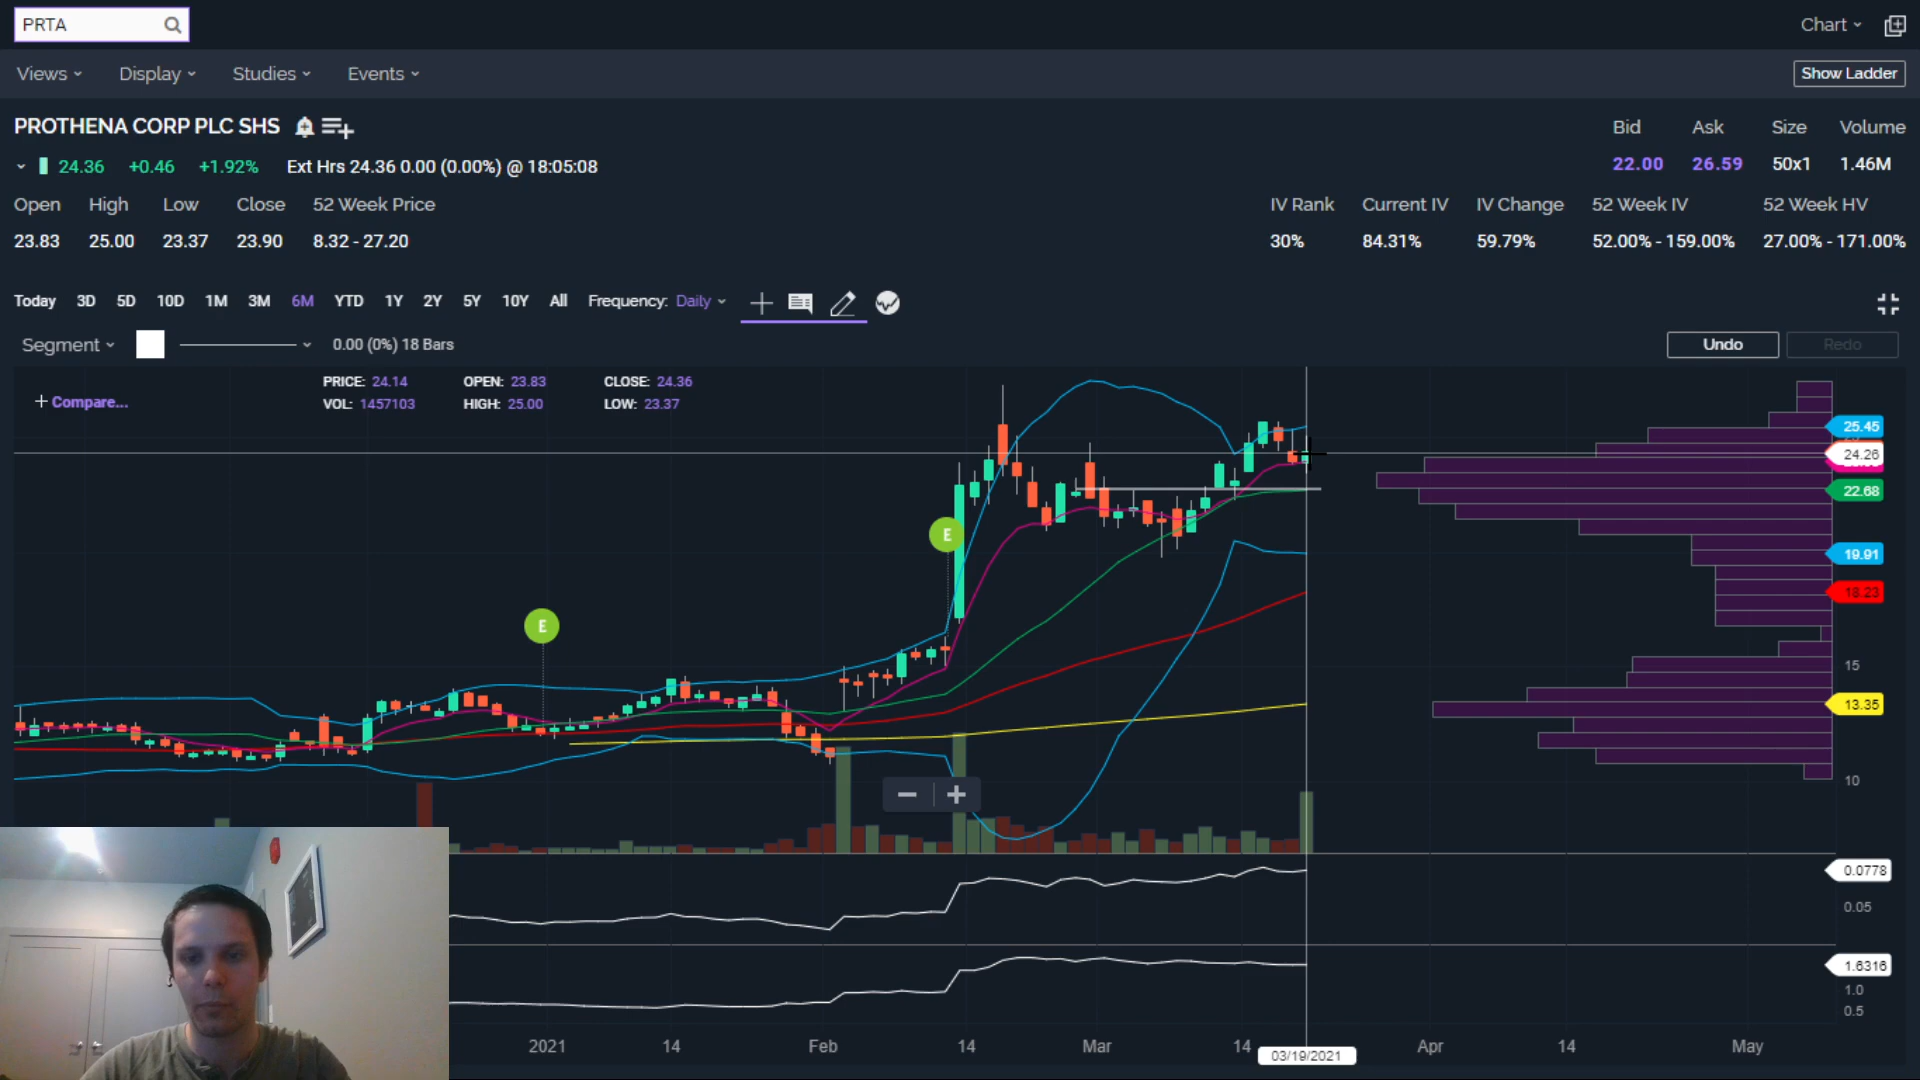 PRTA
Chart
Views Display Studies Events
Show Ladder
PROTHENA CORP PLC SHS
Bid Ask Size Volume
24.36 +0.46 +1.92% Ext Hrs 24.36 0.00 (0.00%) @ 18:05:08
22.00 26.59 50x1 1.46M
Open High Low Close 52 Week Price
IV Rank Current IV IV Change 52 Week IV 52 Week HV
23.83 25.00 23.37 23.90 8.32 - 27.20
30% 84.31% 59.79% 52.00% - 159.00% 27.00% - 171.00%
Today 3D 5D 10D 1M 3M 6M YTD 1Y 2Y 5Y 10Y All Frequency: Daily
Segment 0.00 (0%) 18 Bars
Undo Redo
+ Compare...
PRICE: 24.14 OPEN: 23.83 CLOSE: 24.36
VOL: 1457103 HIGH: 25.00 LOW: 23.37
25.45
24.26
22.68
E
19.91
18.23
E
15
13.35
10
0.0778
0.05
1.6316
1.0
0.5
2021 14 Feb 14 Mar 14 Apr 14 May
03/19/2021